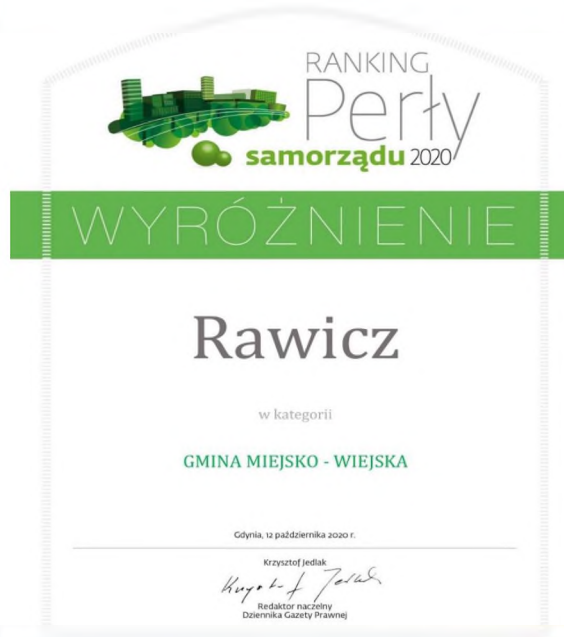 RANKING
Perły
samorządu 2020
WYRÓŻNIENIE
Rawicz
w kategorii
GMINA MIEJSKO - WIEJSKA
Gdynia, 12 października 2020 r.
Krzysztof Jedlak
Redaktor naczelny
Dziennika Gazety Prawnej